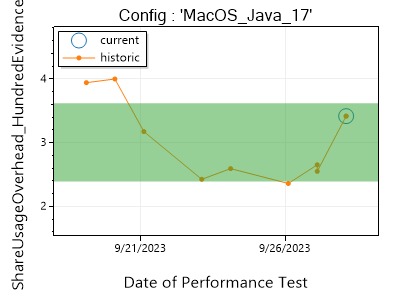 Config : 'MacOS_Java_17'
current
historic
ShareUsageOverhead_HundredEvidence
4
3
2
9/21/2023
9/26/2023
Date of Performance Test